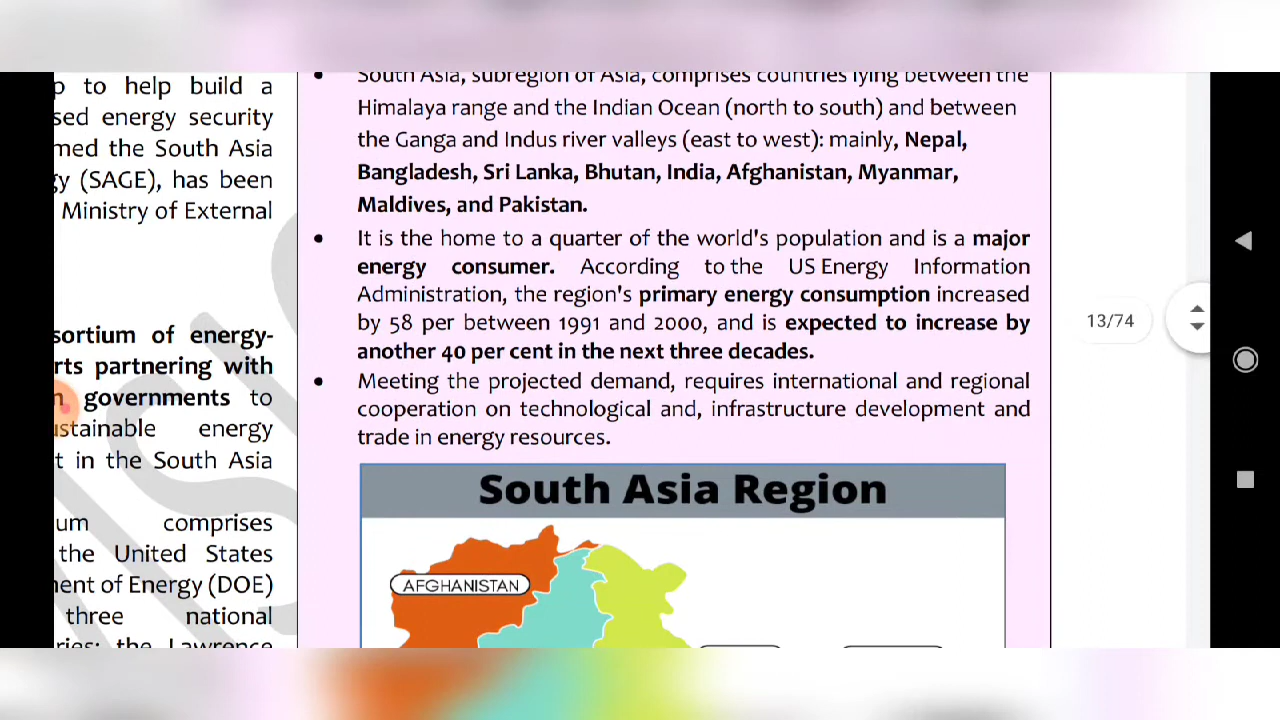 p to help build a
sed energy security
med the South Asia
gy (SAGE), has been
Ministry of External
sortium of energy-
rts partnering with
n governments to
ustainable energy
t in the South Asia
um comprises
the United States
ment of Energy (DOE)
three national
ries: the Lawrence
South Asia, subregion of Asia, comprises countries lying between the
Himalaya range and the Indian Ocean (north to south) and between
the Ganga and Indus river valleys (east to west): mainly, Nepal,
Bangladesh, Sri Lanka, Bhutan, India, Afghanistan, Myanmar,
Maldives, and Pakistan.
• It is the home to a quarter of the world's population and is a major
energy consumer. According to the US Energy Information
Administration, the region's primary energy consumption increased
by 58 per between 1991 and 2000, and is expected to increase by
another 40 per cent in the next three decades.
• Meeting the projected demand, requires international and regional
cooperation on technological and, infrastructure development and
trade in energy resources.
South Asia Region
AFGHANISTAN
13/74